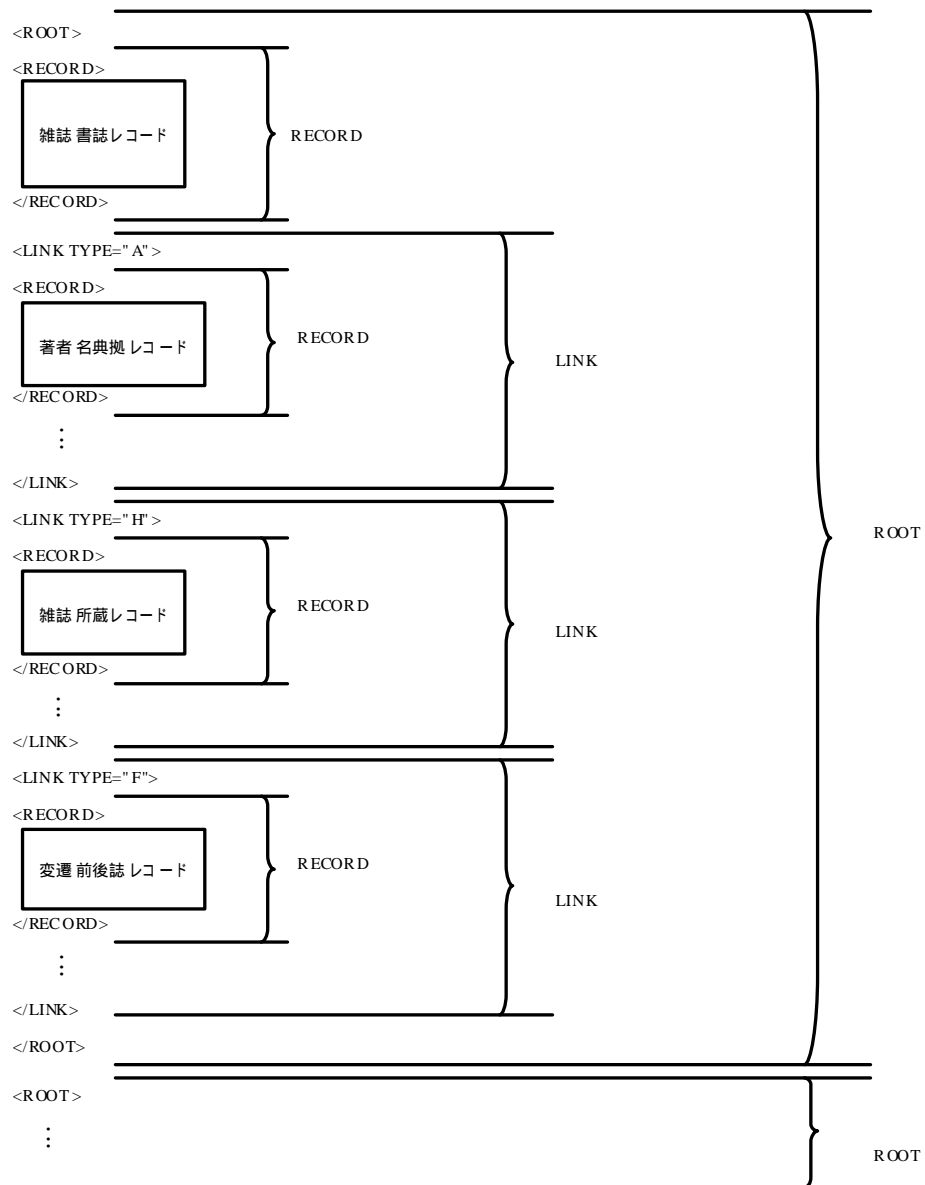 <ROOT>
<RECORD>
雑誌書誌レコード
RECORD
</RECORD>
<LINK TYPE="A">
<RECORD>
著者名典拠レコード
RECORD
LINK
</RECORD>
⋮
</LINK>
<LINK TYPE="H">
ROOT
<RECORD>
雑誌所蔵レコード
RECORD
LINK
</RECORD>
⋮
</LINK>
<LINK TYPE="F">
<RECORD>
変遷前後誌レコード
RECORD
LINK
</RECORD>
⋮
</LINK>
</ROOT>
<ROOT>
⋮
ROOT